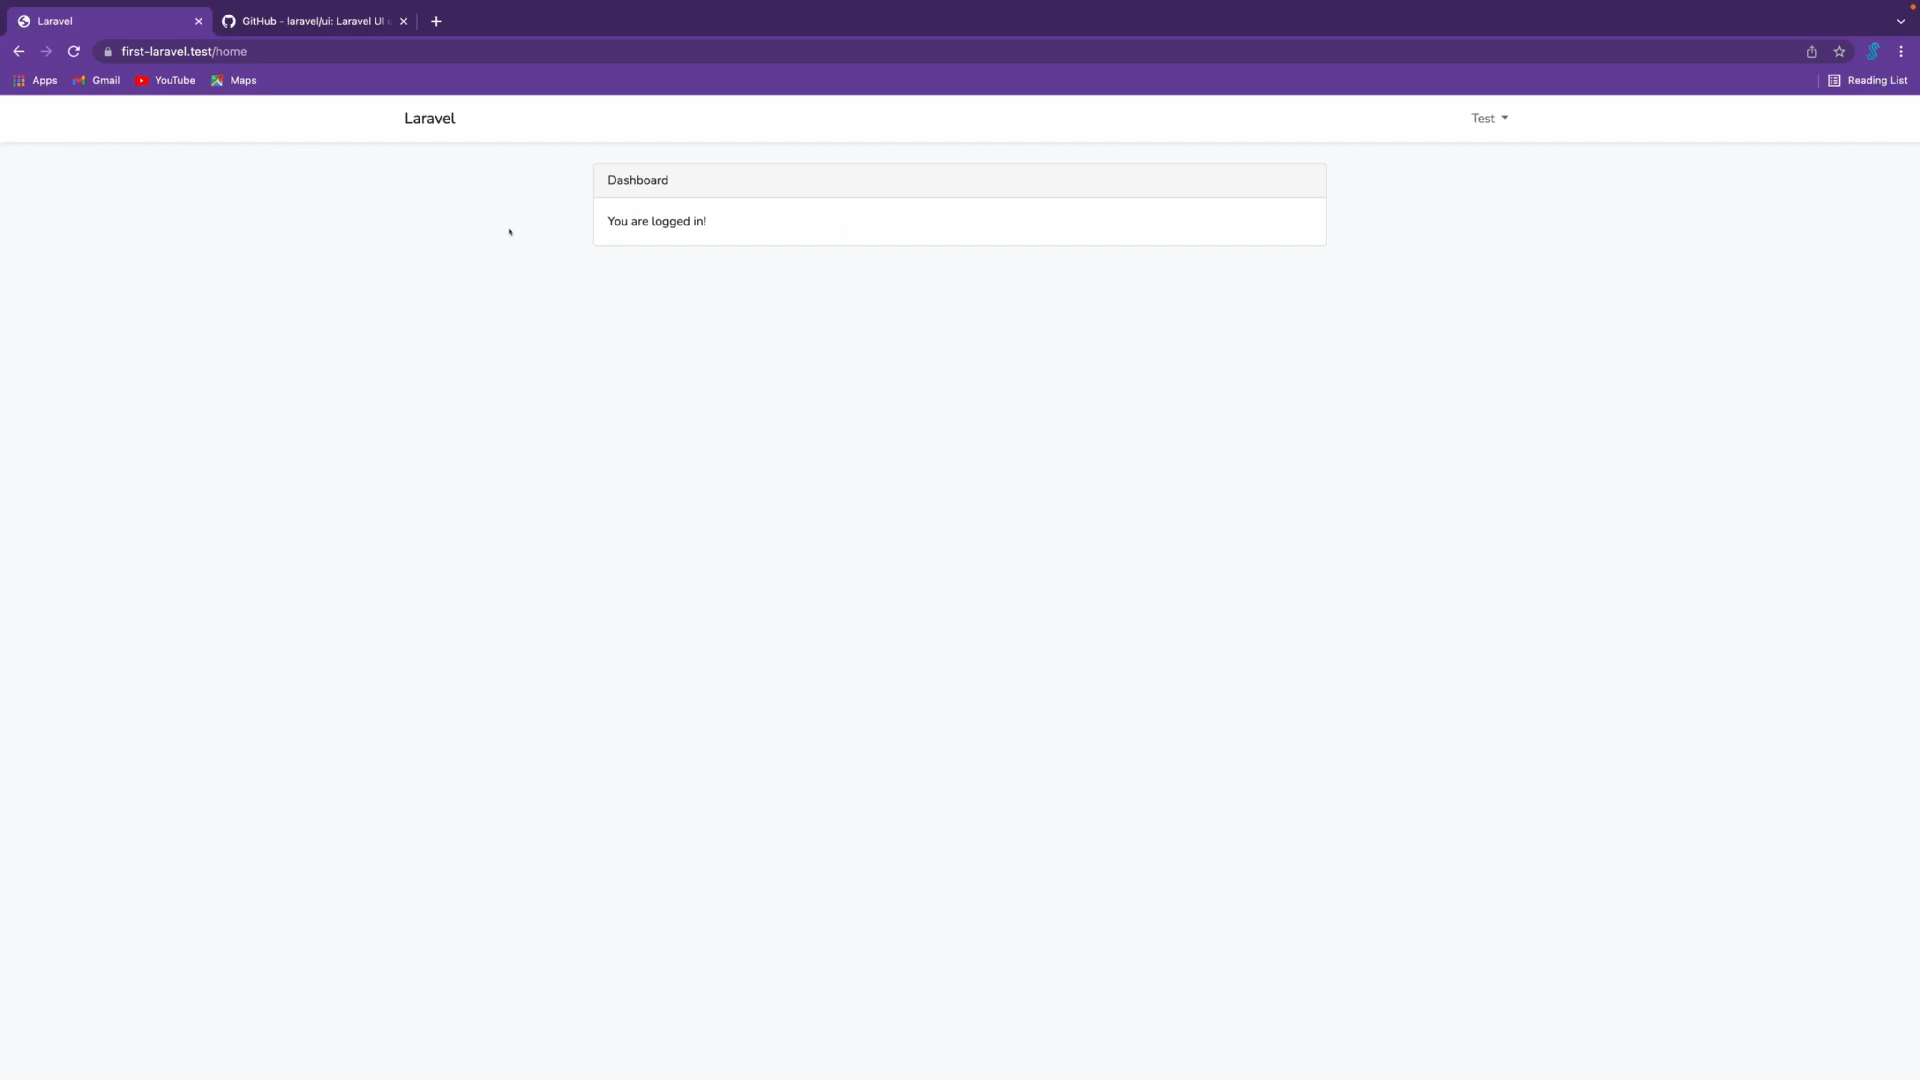 Laravel
GitHub - laravel/ui: Laravel UI
first-laravel.test/home
Apps
Gmail
YouTube
Maps
Reading List
Laravel
Test
Dashboard
You are logged in!